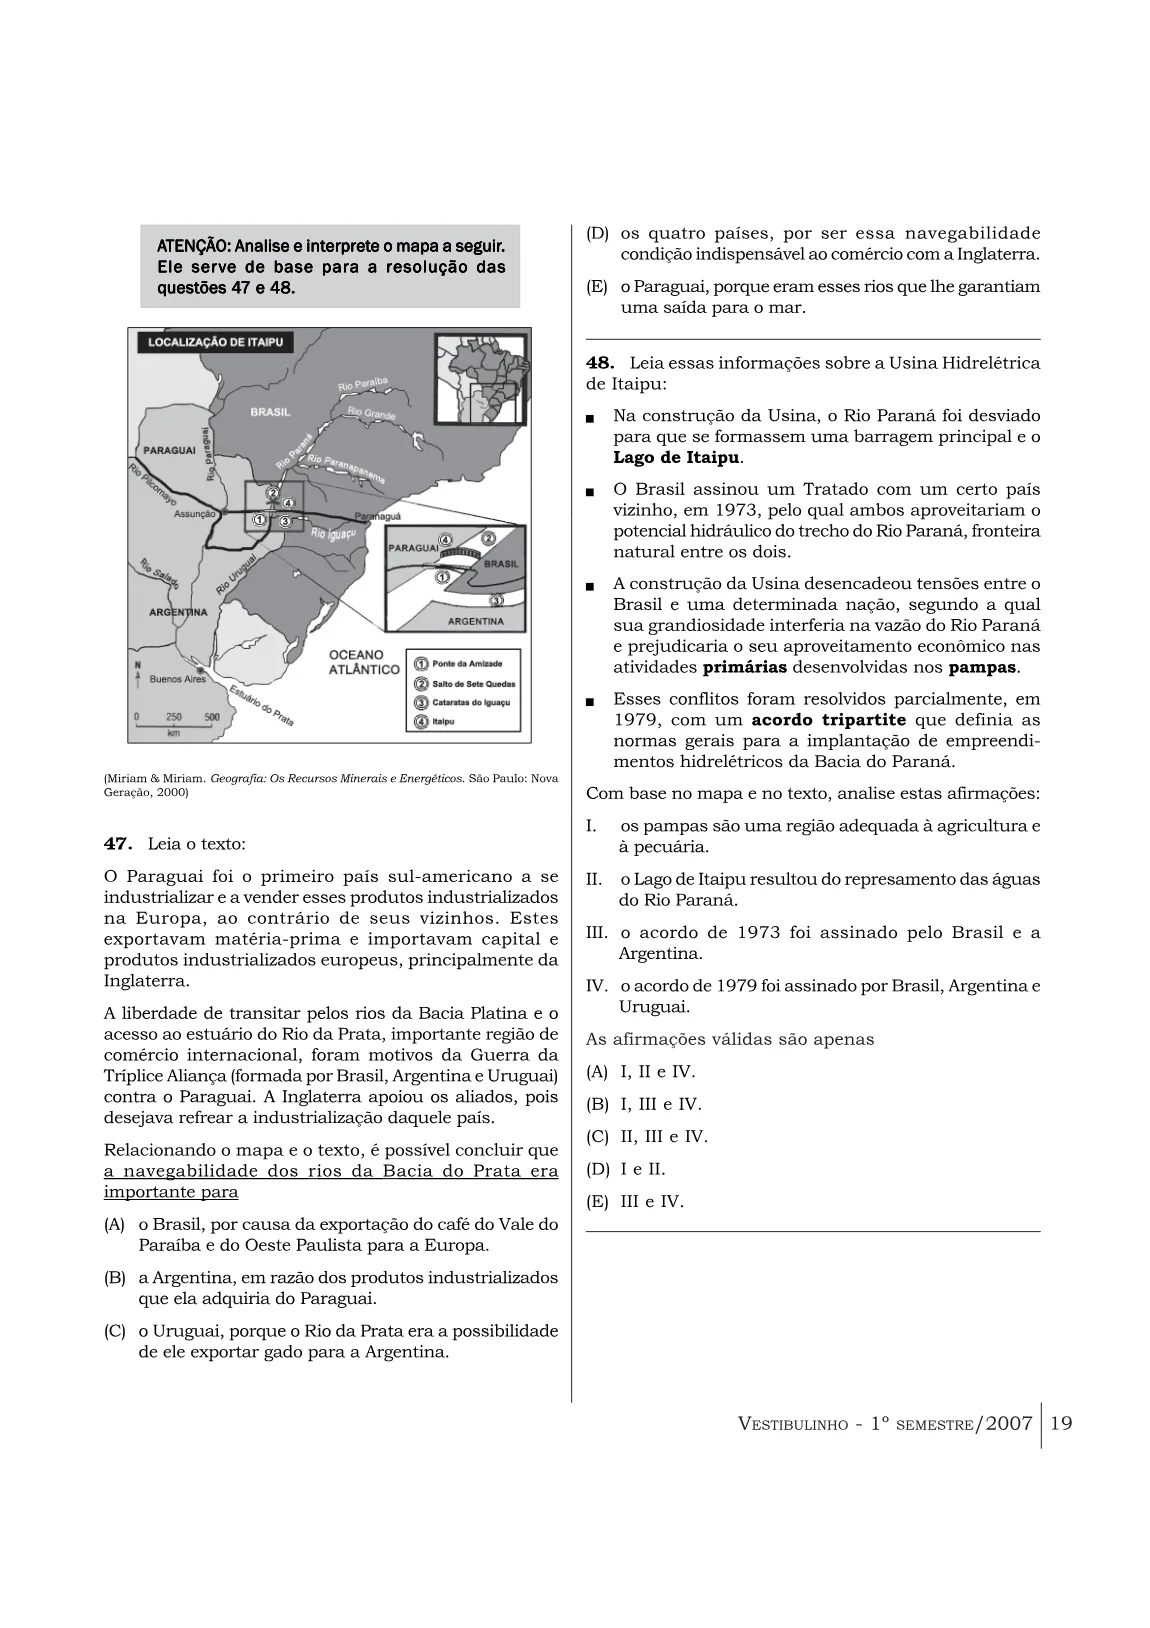 ATENÇÃO: Analise e interprete o mapa a seguir.
Ele serve de base para a resolução das
questões 47 e 48.
LOCALIZAÇÃO DE ITAIPU
BRASIL
Rio Paraíba
Rio Grande
Rio Paraná
Rio Paranapanema
PARAGUAI
Rio Paraguai
Rio Pilcomayo
Assunção
2
4
1
3
Paranaguá
Rio Iguaçu
Rio Uruguai
Rio Salado
ARGENTINA
PARAGUAI
4
2
BRASIL
1
3
ARGENTINA
OCEANO
ATLÂNTICO
N
Buenos Aires
Estuário do Prata
0 250 500
km
1 Ponte da Amizade
2 Salto de Sete Quedas
3 Cataratas do Iguaçu
4 Itaipu
(Miriam & Miriam. Geografia: Os Recursos Minerais e Energéticos. São Paulo: Nova
Geração, 2000)
47. Leia o texto:
O Paraguai foi o primeiro país sul-americano a se
industrializar e a vender esses produtos industrializados
na Europa, ao contrário de seus vizinhos. Estes
exportavam matéria-prima e importavam capital e
produtos industrializados europeus, principalmente da
Inglaterra.
A liberdade de transitar pelos rios da Bacia Platina e o
acesso ao estuário do Rio da Prata, importante região de
comércio internacional, foram motivos da Guerra da
Tríplice Aliança (formada por Brasil, Argentina e Uruguai)
contra o Paraguai. A Inglaterra apoiou os aliados, pois
desejava refrear a industrialização daquele país.
Relacionando o mapa e o texto, é possível concluir que
a navegabilidade dos rios da Bacia do Prata era
importante para
(A) o Brasil, por causa da exportação do café do Vale do
Paraíba e do Oeste Paulista para a Europa.
(B) a Argentina, em razão dos produtos industrializados
que ela adquiria do Paraguai.
(C) o Uruguai, porque o Rio da Prata era a possibilidade
de ele exportar gado para a Argentina.
(D) os quatro países, por ser essa navegabilidade
condição indispensável ao comércio com a Inglaterra.
(E) o Paraguai, porque eram esses rios que lhe garantiam
uma saída para o mar.
48. Leia essas informações sobre a Usina Hidrelétrica
de Itaipu:
■ Na construção da Usina, o Rio Paraná foi desviado
para que se formassem uma barragem principal e o
Lago de Itaipu.
■ O Brasil assinou um Tratado com um certo país
vizinho, em 1973, pelo qual ambos aproveitariam o
potencial hidráulico do trecho do Rio Paraná, fronteira
natural entre os dois.
■ A construção da Usina desencadeou tensões entre o
Brasil e uma determinada nação, segundo a qual
sua grandiosidade interferia na vazão do Rio Paraná
e prejudicaria o seu aproveitamento econômico nas
atividades primárias desenvolvidas nos pampas.
■ Esses conflitos foram resolvidos parcialmente, em
1979, com um acordo tripartite que definia as
normas gerais para a implantação de empreendi-
mentos hidrelétricos da Bacia do Paraná.
Com base no mapa e no texto, analise estas afirmações:
I. os pampas são uma região adequada à agricultura e
à pecuária.
II. o Lago de Itaipu resultou do represamento das águas
do Rio Paraná.
III. o acordo de 1973 foi assinado pelo Brasil e a
Argentina.
IV. o acordo de 1979 foi assinado por Brasil, Argentina e
Uruguai.
As afirmações válidas são apenas
(A) I, II e IV.
(B) I, III e IV.
(C) II, III e IV.
(D) I e II.
(E) III e IV.
VESTIBULINHO - 1º SEMESTRE/2007 19